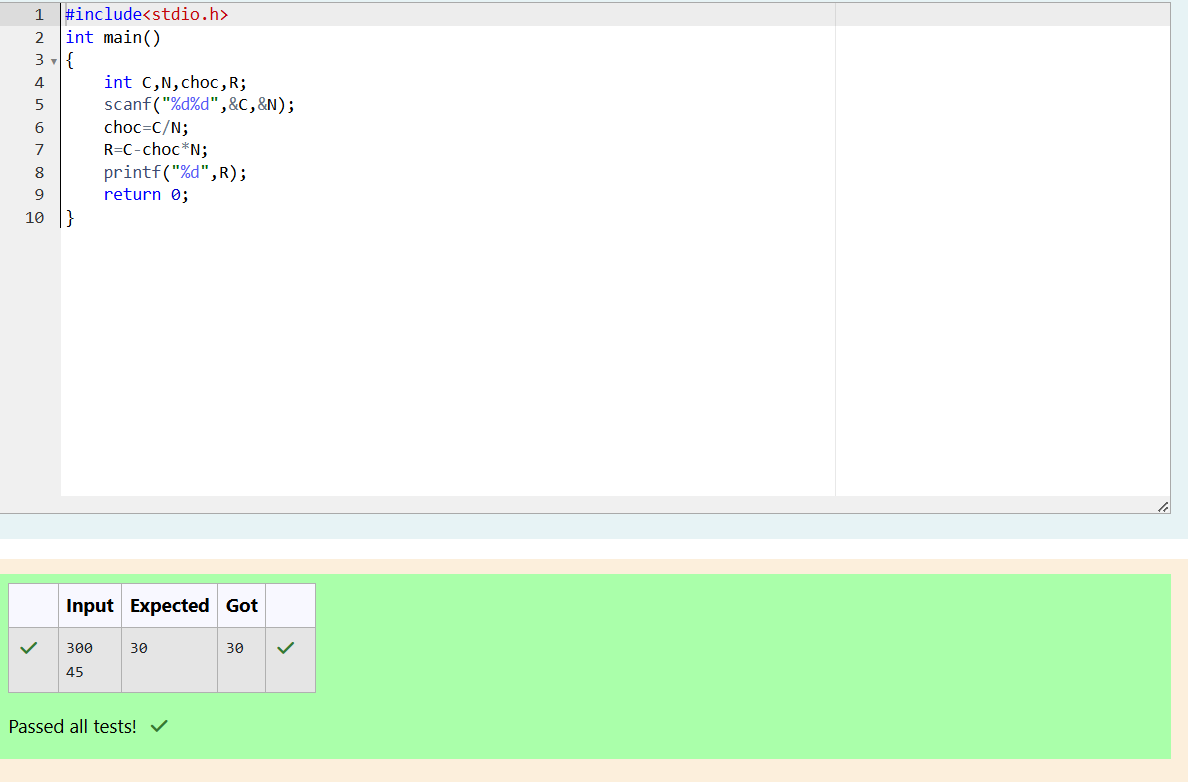 1 #include<stdio.h>
2 int main()
3 {
4     int C,N,choc,R;
5     scanf("%d%d",&C,&N);
6     choc=C/N;
7     R=C-choc*N;
8     printf("%d",R);
9     return 0;
10 }
Input Expected Got
300 30 30
45
Passed all tests!